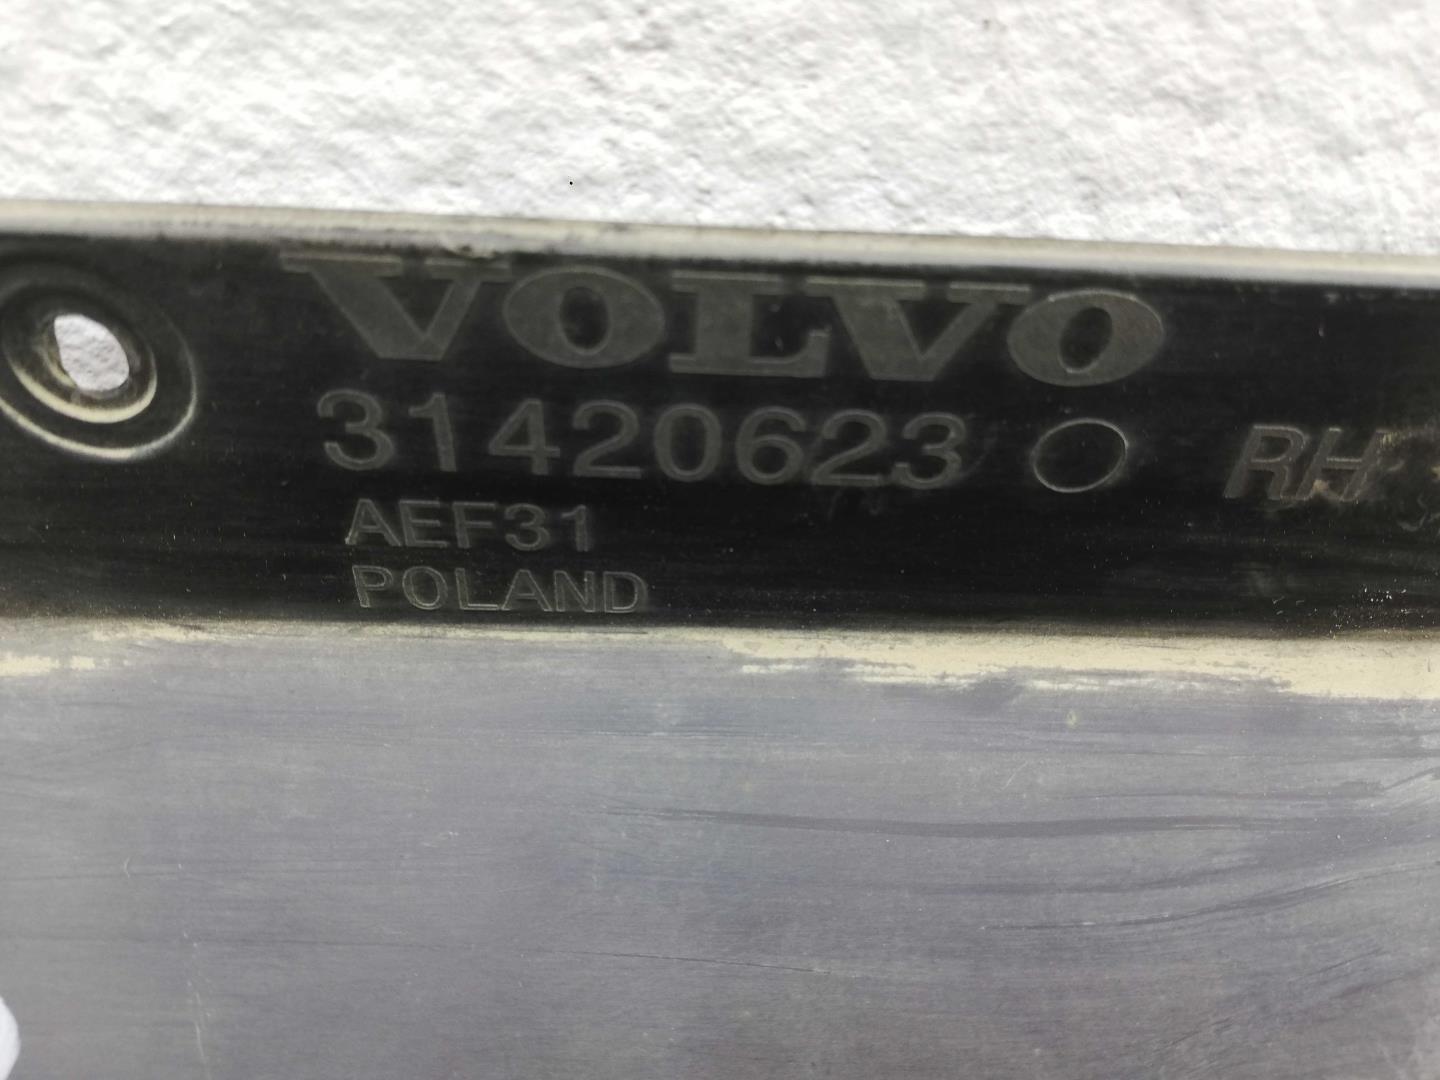 VOLVO
31420623 RH
AEF31
POLAND